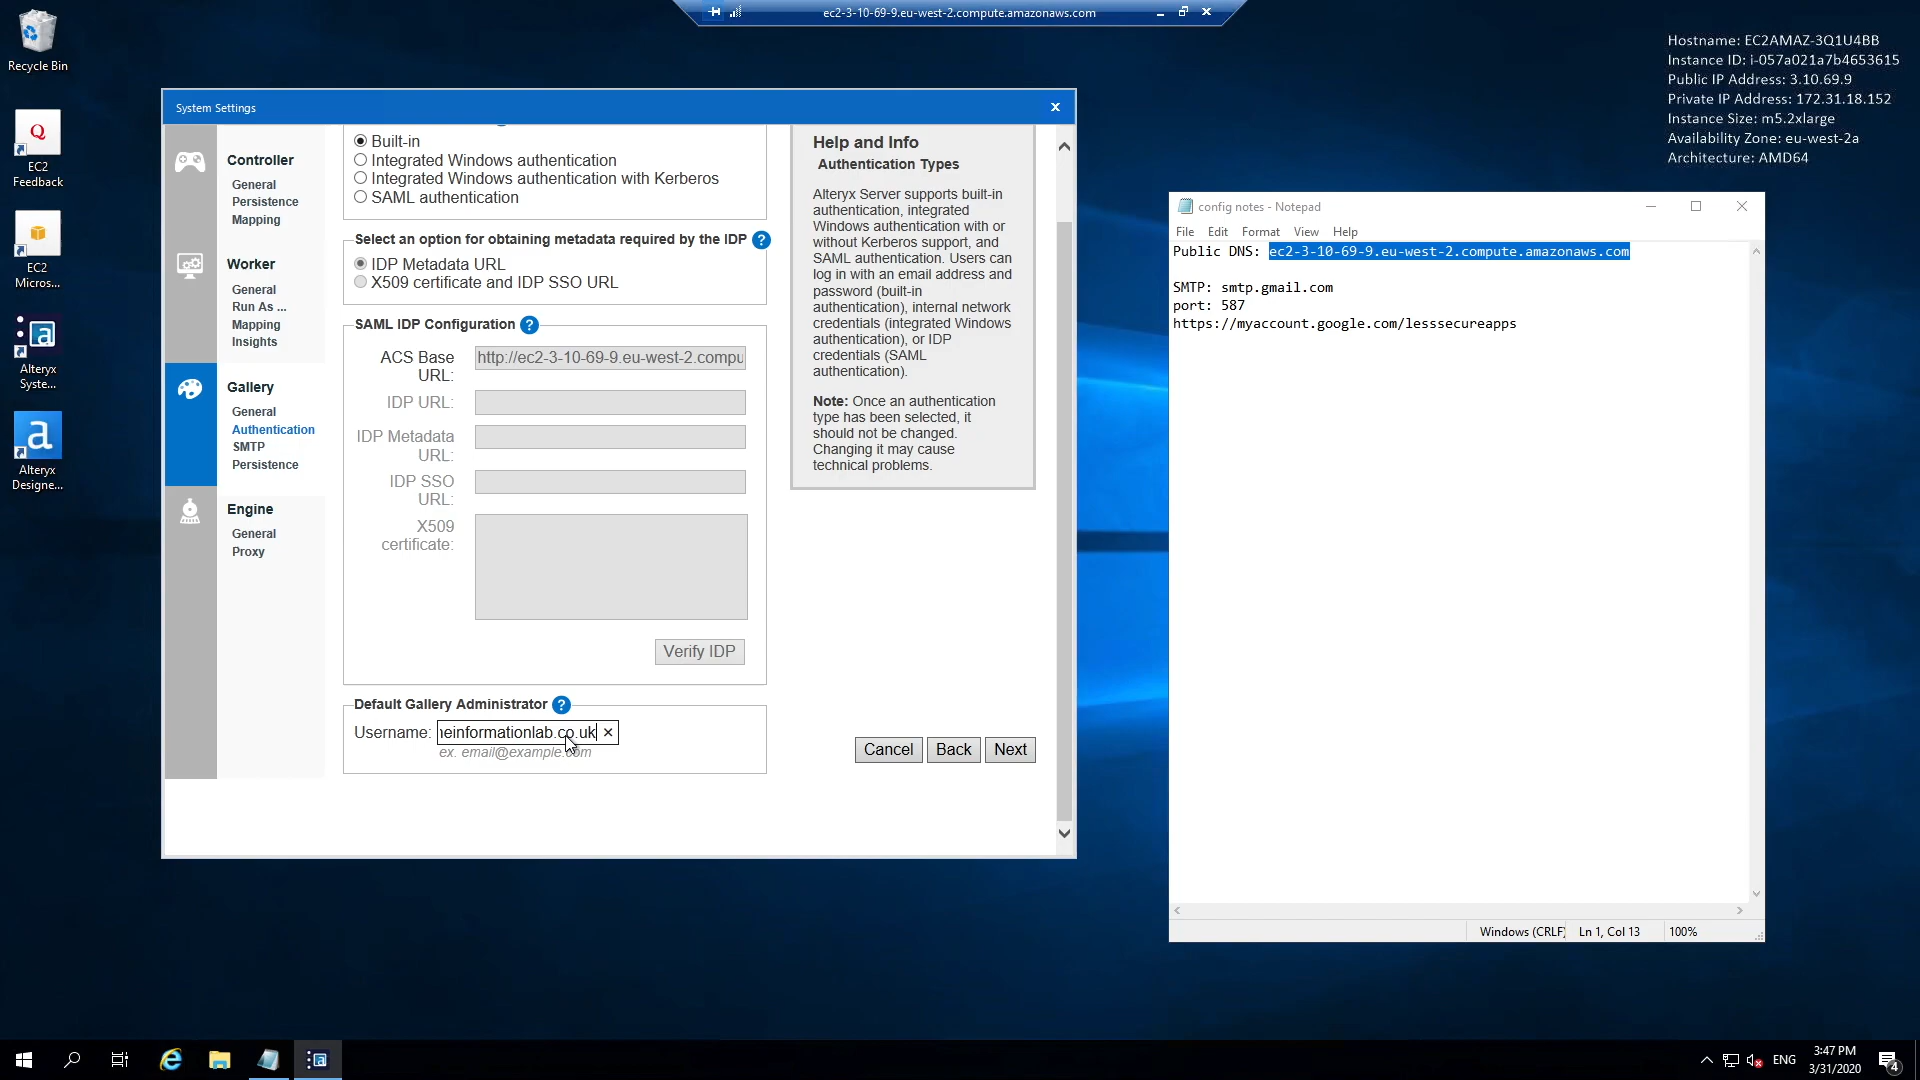 ec2-3-10-69-9.eu-west-2.compute.amazonaws.com
Recycle Bin
EC2
Feedback
EC2
Micros...
Alteryx
Syste...
Alteryx
Designe...
Hostname: EC2AMAZ-3Q1U4BB
Instance ID: i-057a021a7b4653615
Public IP Address: 3.10.69.9
Private IP Address: 172.31.18.152
Instance Size: m5.2xlarge
Availability Zone: eu-west-2a
Architecture: AMD64
System Settings
Controller
General
Persistence
Mapping
Worker
General
Run As ...
Mapping
Insights
Gallery
General
Authentication
SMTP
Persistence
Engine
General
Proxy
Built-in
Integrated Windows authentication
Integrated Windows authentication with Kerberos
SAML authentication
Select an option for obtaining metadata required by the IDP ?
IDP Metadata URL
X509 certificate and IDP SSO URL
SAML IDP Configuration ?
ACS Base
URL:
http://ec2-3-10-69-9.eu-west-2.compu
IDP URL:
IDP Metadata
URL:
IDP SSO
URL:
X509
certificate:
Verify IDP
Default Gallery Administrator ?
Username: neinformationlab.co.uk
ex. email@example.com
Help and Info
Authentication Types
Alteryx Server supports built-in
authentication, integrated
Windows authentication with or
without Kerberos support, and
SAML authentication. Users can
log in with an email address and
password (built-in
authentication), internal network
credentials (integrated Windows
authentication), or IDP
credentials (SAML
authentication).
Note: Once an authentication
type has been selected, it
should not be changed.
Changing it may cause
technical problems.
Cancel
Back
Next
config notes - Notepad
File Edit Format View Help
Public DNS: ec2-3-10-69-9.eu-west-2.compute.amazonaws.com
SMTP: smtp.gmail.com
port: 587
https://myaccount.google.com/lesssecureapps
Windows (CRLF)
Ln 1, Col 13
100%
ENG
3:47 PM
3/31/2020
4